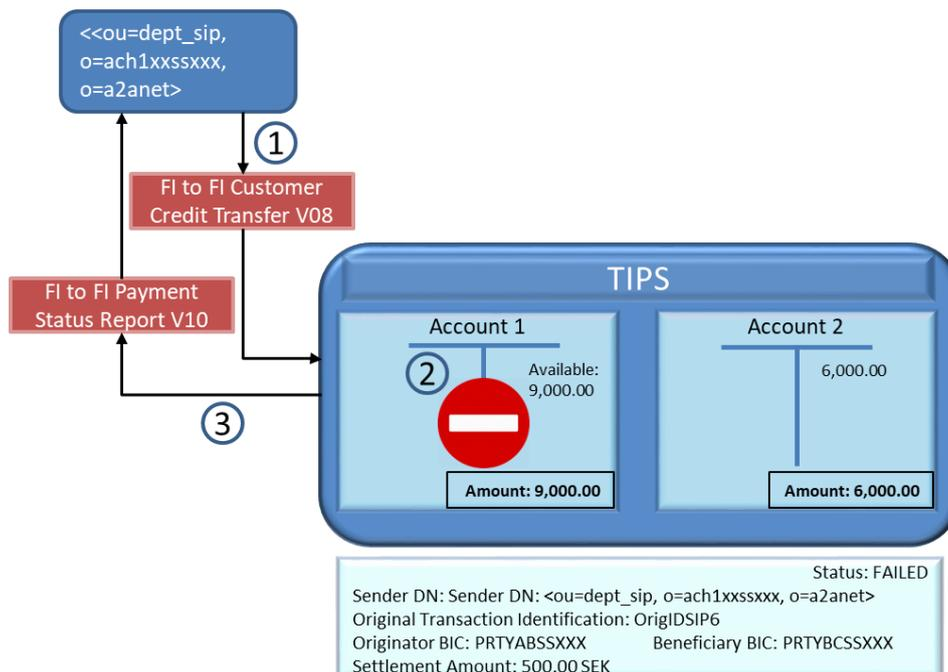 <<ou=dept_sip,
o=ach1xxssxxx,
o=a2anet>
1
FI to FI Customer
Credit Transfer V08
FI to FI Payment
Status Report V10
TIPS
Account 1
2
Available:
9,000.00
Amount: 9,000.00
Account 2
6,000.00
Amount: 6,000.00
3
Status: FAILED
Sender DN: Sender DN: <ou=dept_sip, o=ach1xxssxxx, o=a2anet>
Original Transaction Identification: OrigIDSIP6
Originator BIC: PRTYABSSXXX Beneficiary BIC: PRTYBCSSXXX
Settlement Amount: 500.00 SEK